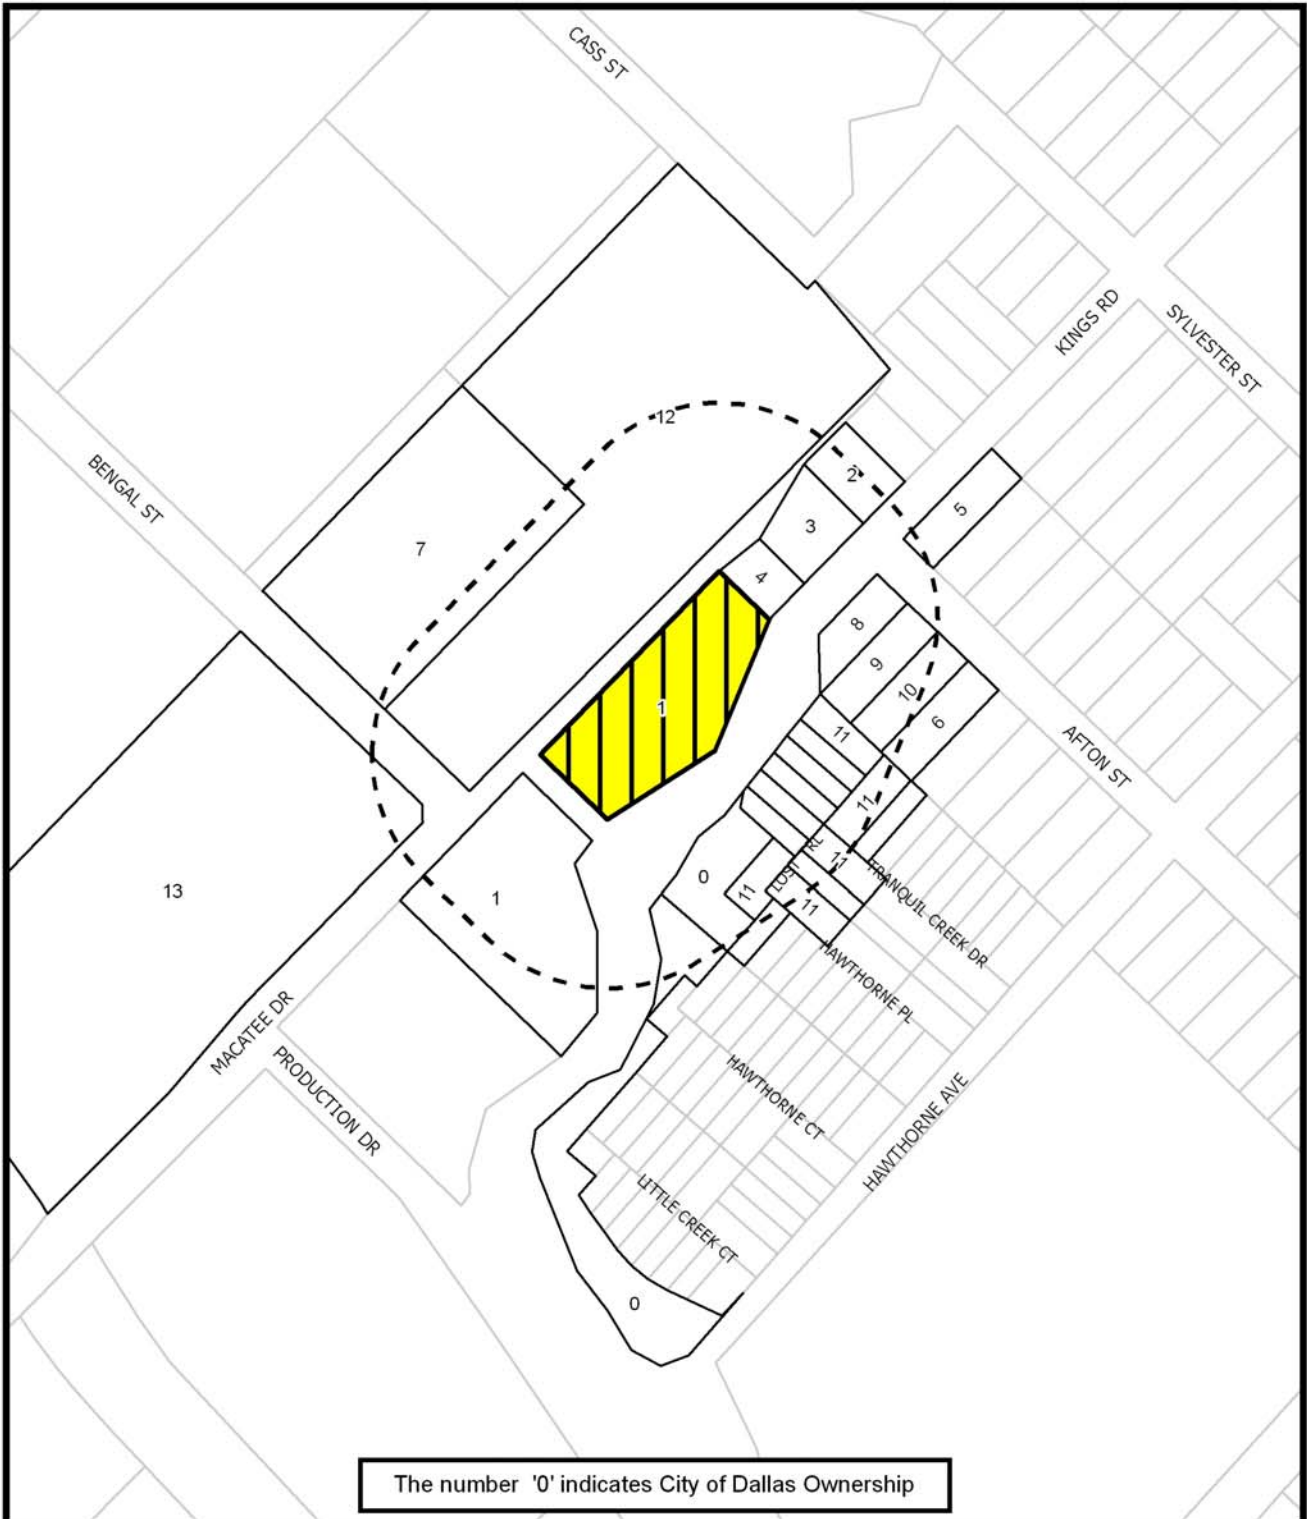 CASS ST
KINGS RD
SYLVESTER ST
12
BENGAL ST
2
5
3
7
4
8
9
1
10
6
11
AFTON ST
11
LOST
RL
11
0
TRANQUIL CREEK DR
13
11
1
11
HAWTHORNE PL
MACATEE DR
PRODUCTION DR
HAWTHORNE CT
HAWTHORNE AVE
LITTLE CREEK CT
0
The number '0' indicates City of Dallas Ownership